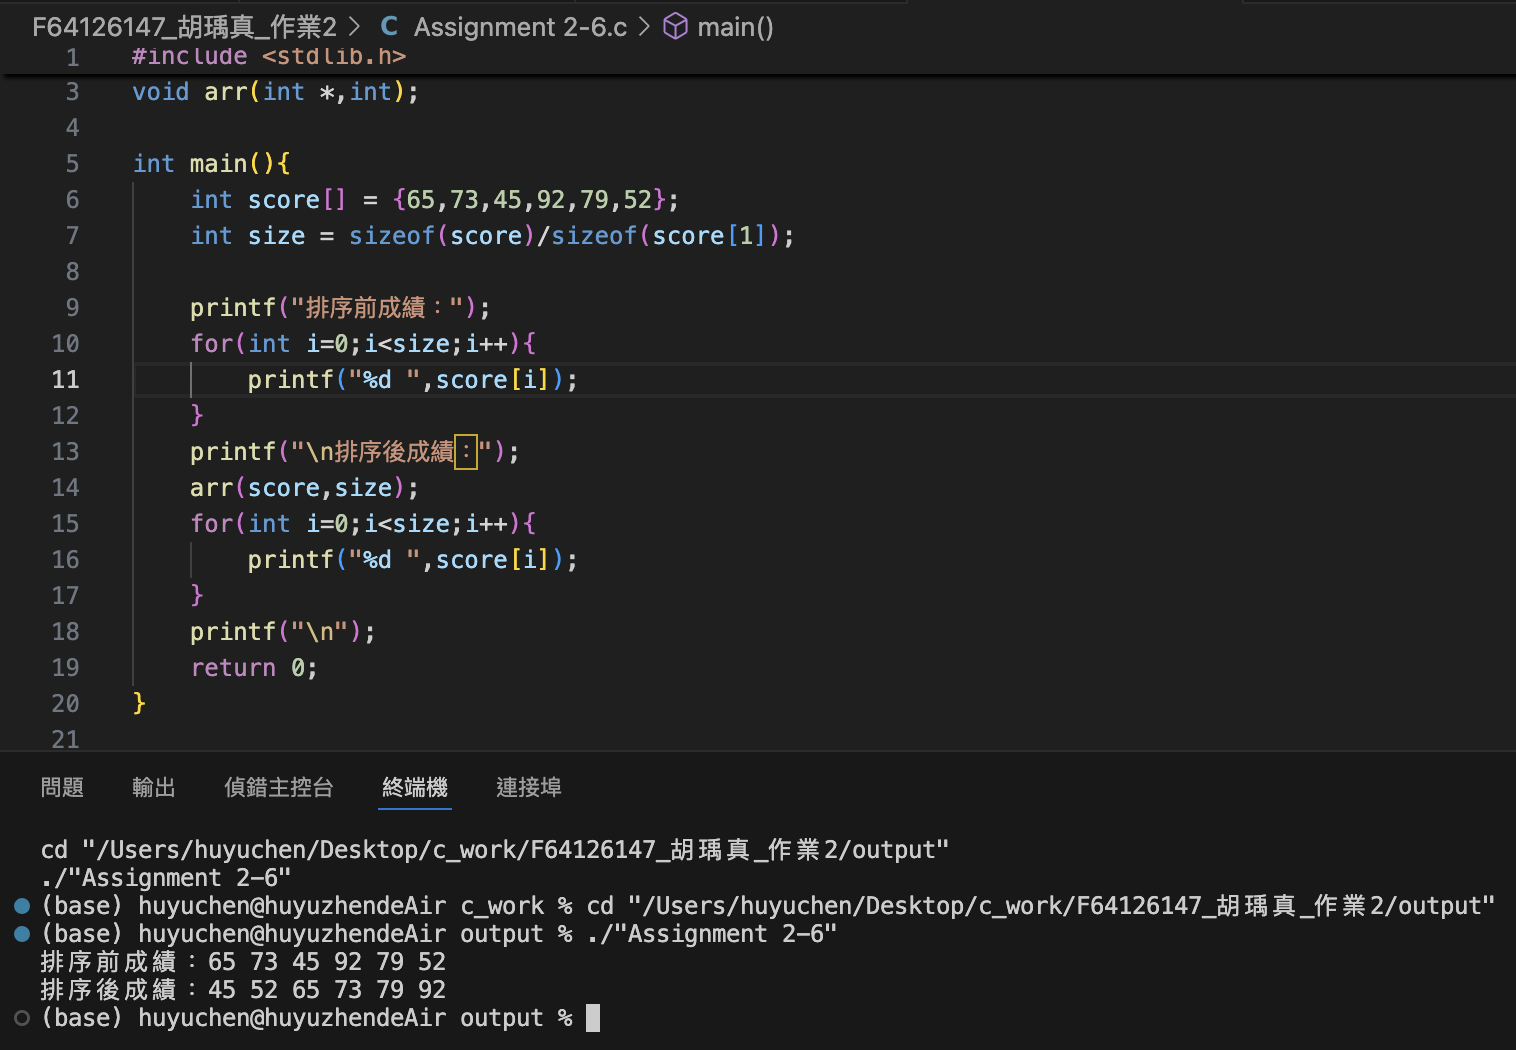 F64126147_胡瑀真_作業2 > C Assignment 2-6.c > main()
1 #include <stdlib.h>
3 void arr(int *,int);
4
5 int main(){
6 int score[] = {65,73,45,92,79,52};
7 int size = sizeof(score)/sizeof(score[1]);
8
9 printf("排序前成績：");
10 for(int i=0;i<size;i++){
11 printf("%d ",score[i]);
12 }
13 printf("\n排序後成績：");
14 arr(score,size);
15 for(int i=0;i<size;i++){
16 printf("%d ",score[i]);
17 }
18 printf("\n");
19 return 0;
20 }
21
問題 輸出 偵錯主控台 終端機 連接埠
cd "/Users/huyuchen/Desktop/c_work/F64126147_胡瑀真_作業2/output"
./"Assignment 2-6"
(base) huyuchen@huyuzhendeAir c_work % cd "/Users/huyuchen/Desktop/c_work/F64126147_胡瑀真_作業2/output"
(base) huyuchen@huyuzhendeAir output % ./"Assignment 2-6"
排序前成績：65 73 45 92 79 52
排序後成績：45 52 65 73 79 92
(base) huyuchen@huyuzhendeAir output %